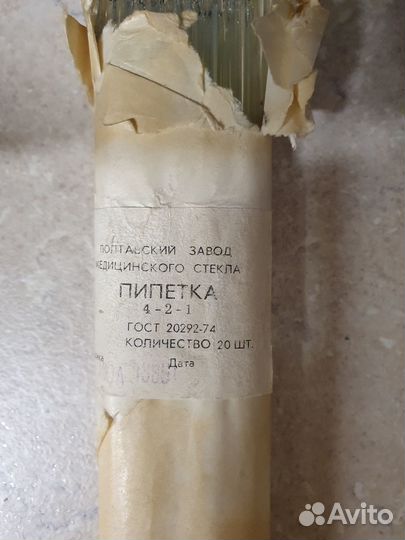 ПОЛТАВСКИЙ ЗАВОД
МЕДИЦИНСКОГО СТЕКЛА
ПИПЕТКА
4-2-1
ГОСТ 20292-74
КОЛИЧЕСТВО 20 ШТ.
Дата
Avito